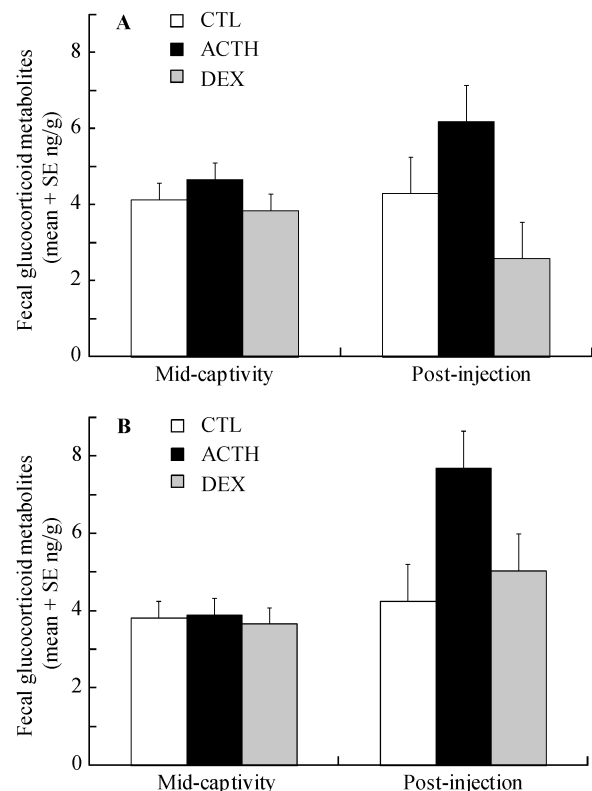 A
CTL
ACTH
DEX
Fecal glucocorticoid metabolites
(mean + SE ng/g)
8
6
4
2
0
Mid-captivity Post-injection
B
CTL
ACTH
DEX
Fecal glucocorticoid metabolites
(mean + SE ng/g)
8
6
4
2
0
Mid-captivity Post-injection